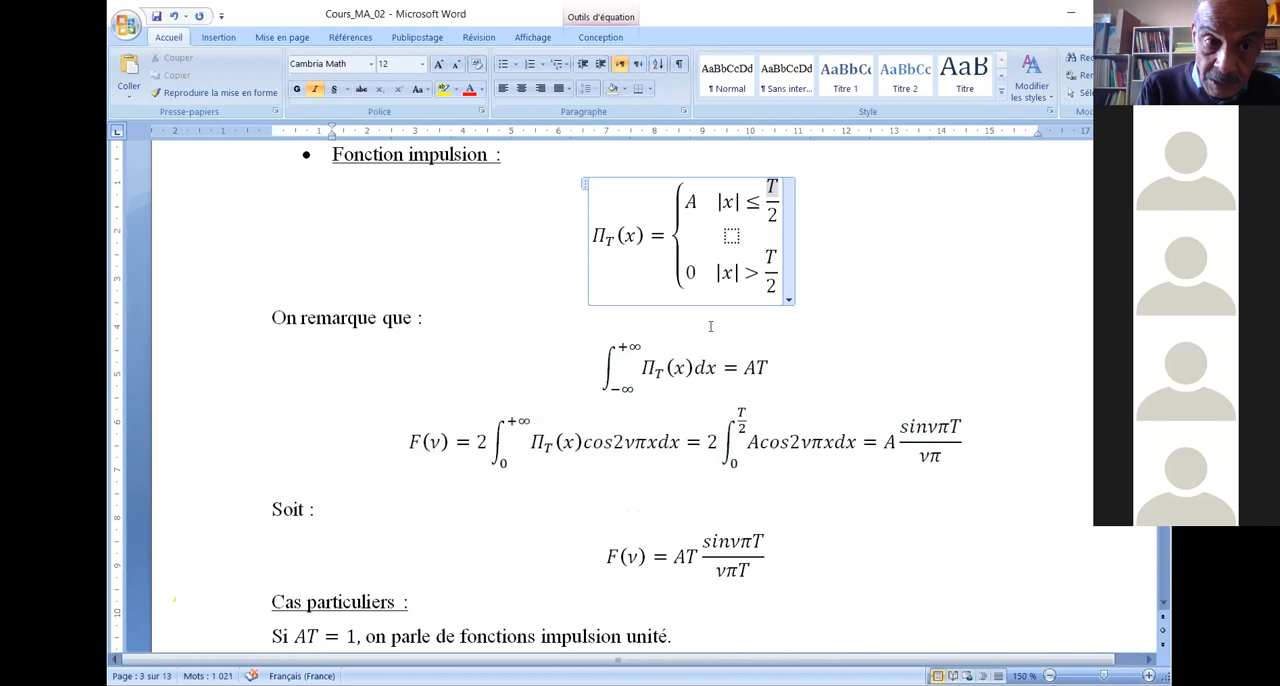 Cours_MA_02 - Microsoft Word
Outils d'équation
Accueil Insertion Mise en page Références Publipostage Révision Affichage Conception
Coller
Couper
Copier
Reproduire la mise en forme
Presse-papiers
Cambria Math 12
Police
Paragraphe
AaBbCcDd AaBbCcDd AaBbC AaBbCc AaB
¶ Normal ¶ Sans inter... Titre 1 Titre 2 Titre
Modifier
les styles
Style
• Fonction impulsion :
Π_T(x) = { A |x| ≤ T/2
0 |x| > T/2
On remarque que :
∫_{−∞}^{+∞} Π_T(x)dx = AT
F(ν) = 2 ∫_0^{+∞} Π_T(x)cos2νπxdx = 2 ∫_0^{T/2} Acos2νπxdx = A sinνπT/νπ
Soit :
F(ν) = AT sinνπT/νπT
Cas particuliers :
Si AT = 1, on parle de fonctions impulsion unité.
Page : 3 sur 13 Mots : 1 021 Français (France) 150 %